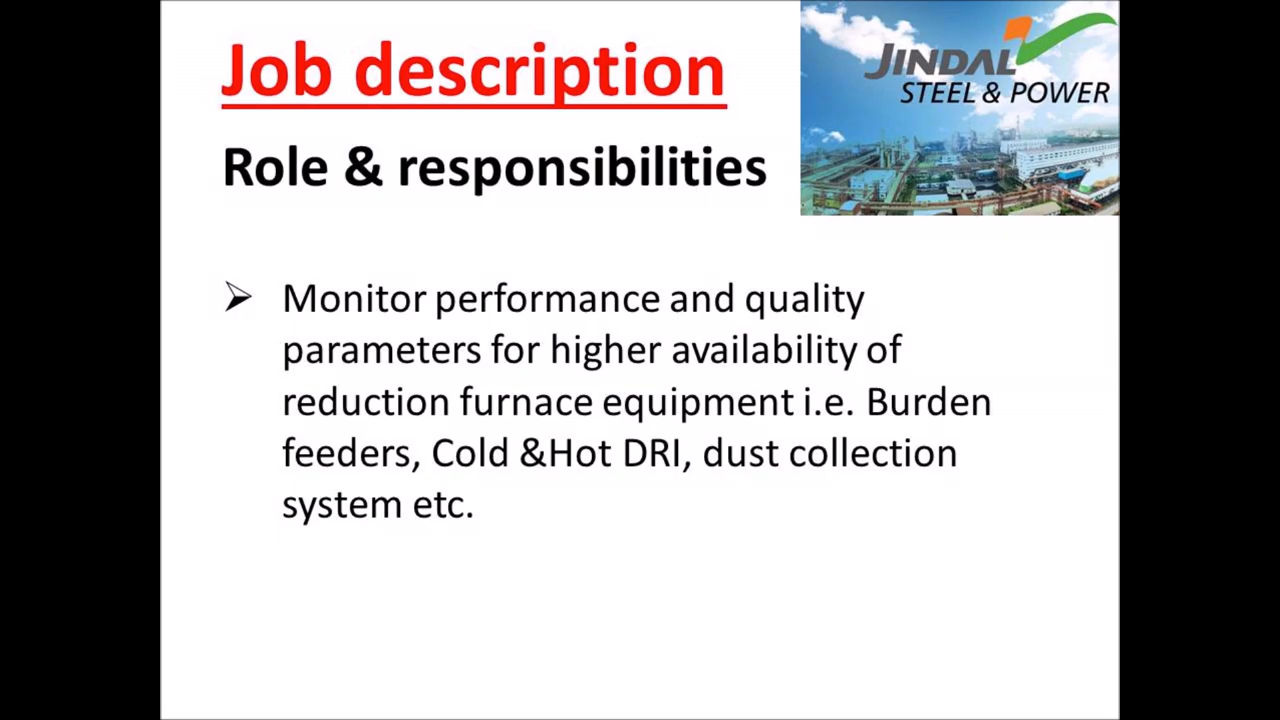 Job description
JINDAL
STEEL & POWER
Role & responsibilities
➢ Monitor performance and quality
parameters for higher availability of
reduction furnace equipment i.e. Burden
feeders, Cold &Hot DRI, dust collection
system etc.